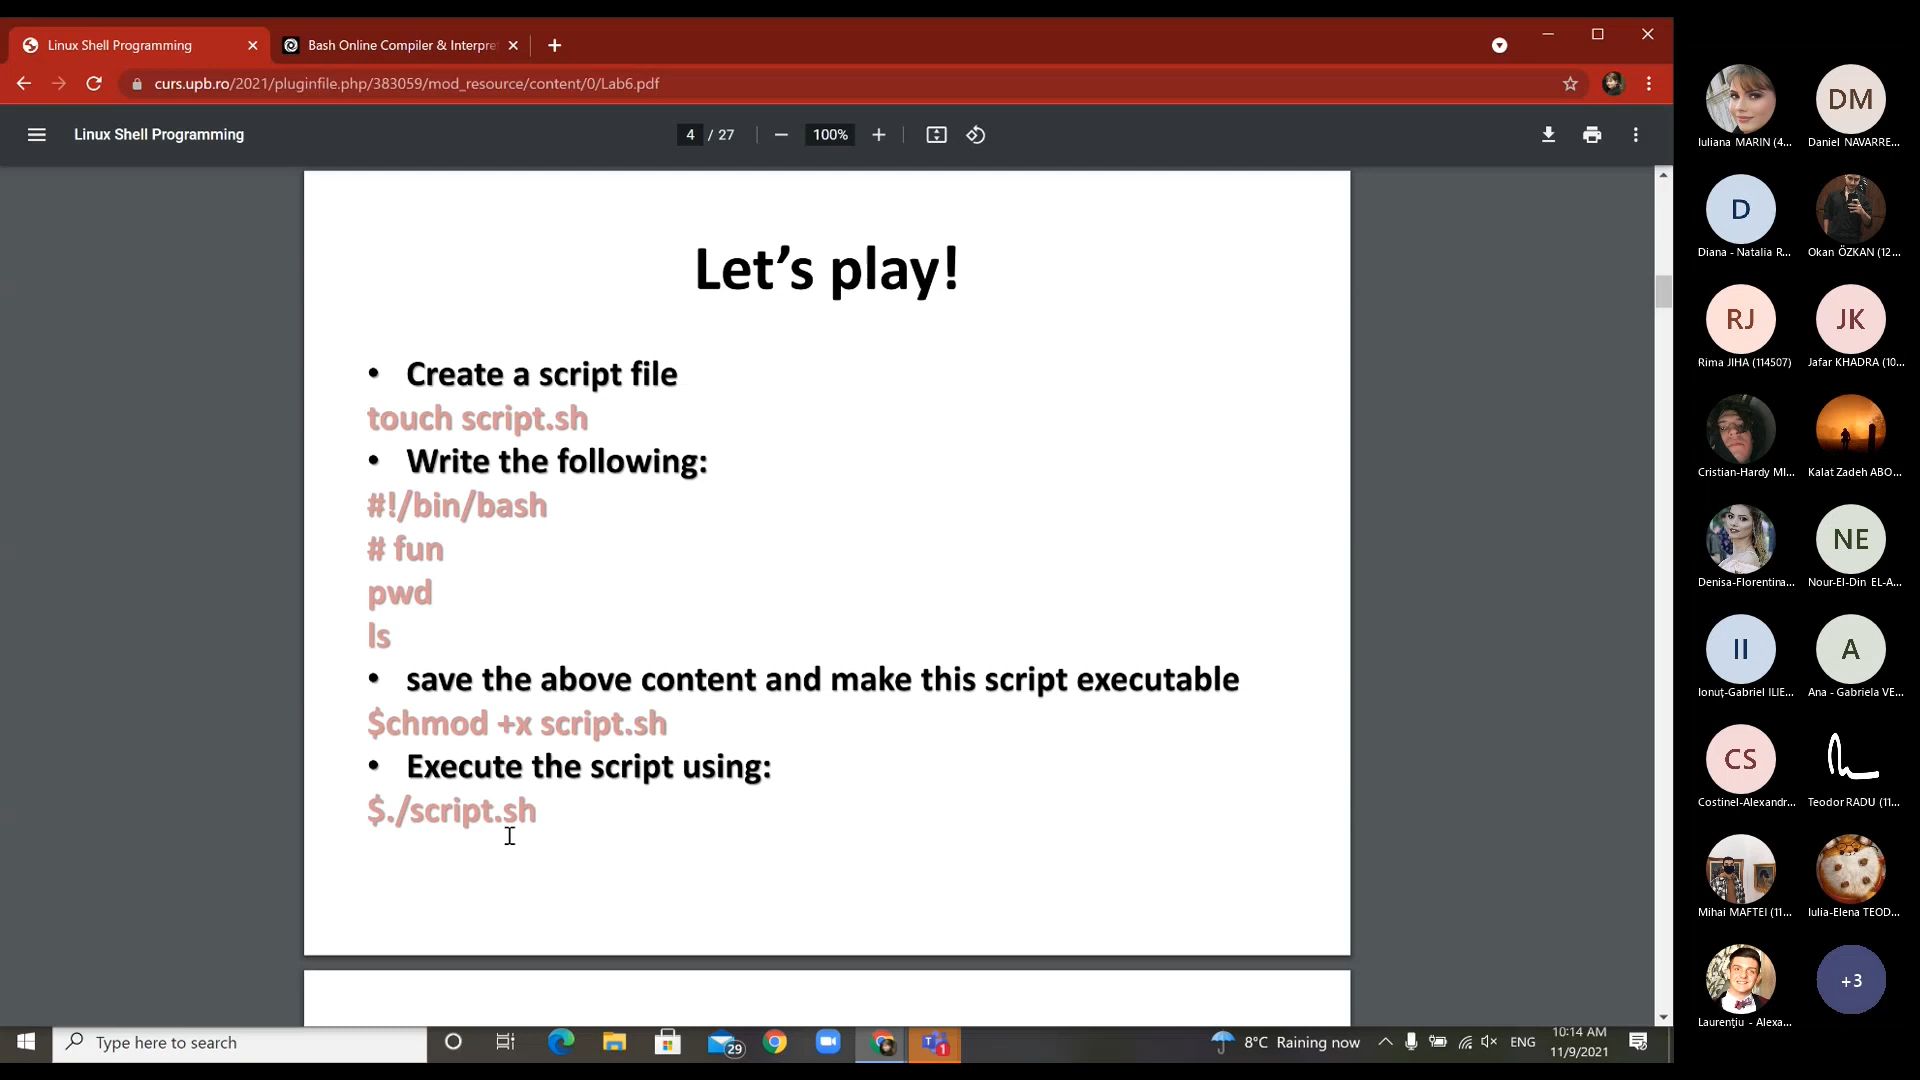 Linux Shell Programming
Bash Online Compiler & Interpre
curs.upb.ro/2021/pluginfile.php/383059/mod_resource/content/0/Lab6.pdf
Linux Shell Programming
4 / 27
100%
Let's play!
• Create a script file
touch script.sh
• Write the following:
#!/bin/bash
# fun
pwd
ls
• save the above content and make this script executable
$chmod +x script.sh
• Execute the script using:
$./script.sh
Type here to search
29
T
1
8°C Raining now
ENG
10:14 AM
11/9/2021
DM
Iuliana MARIN (4...
Daniel NAVARRE...
D
Diana - Natalia R...
Okan ÖZKAN (12...
RJ
JK
Rima JIHA (114507)
Jafar KHADRA (10...
Cristian-Hardy MI...
Kalat Zadeh ABO...
NE
Denisa-Florentina...
Nour-El-Din EL-A...
II
A
Ionuț-Gabriel ILIE...
Ana - Gabriela VE...
CS
Costinel-Alexandr...
Teodor RADU (11...
Mihai MAFTEI (11...
Iulia-Elena TEOD...
+3
Laurențiu - Alexa...